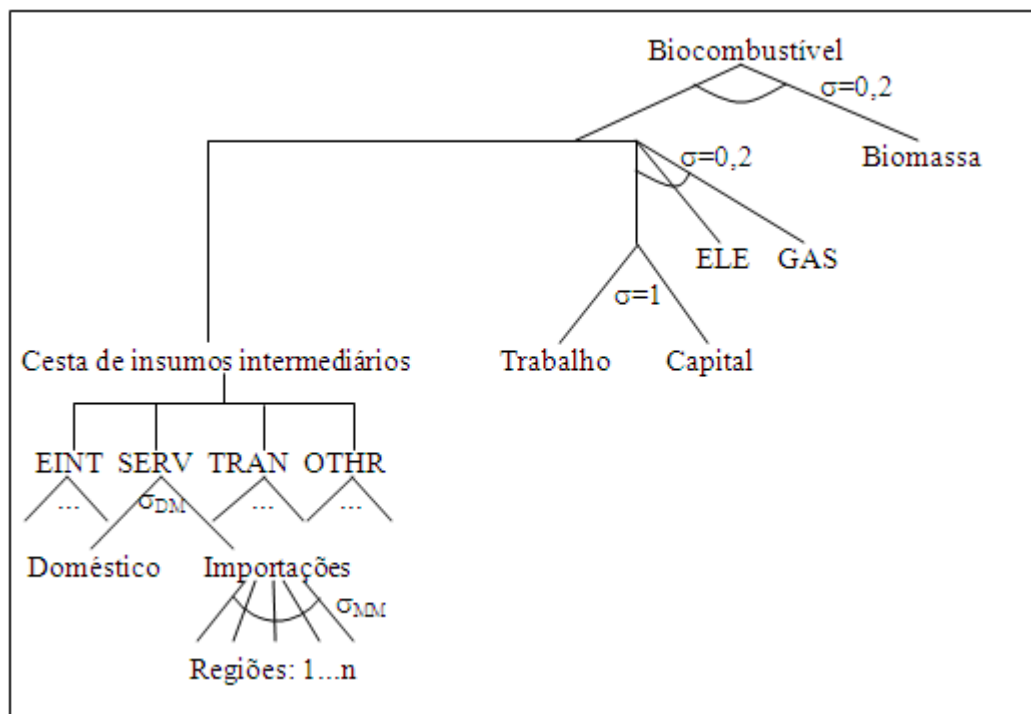 Biocombustível
σ=0,2
Biomassa
σ=0,2
ELE GAS
σ=1
Cesta de insumos intermediários
Trabalho Capital
EINT SERV TRAN OTHR
... σDM ... ...
Doméstico Importações
σMM
Regiões: 1...n